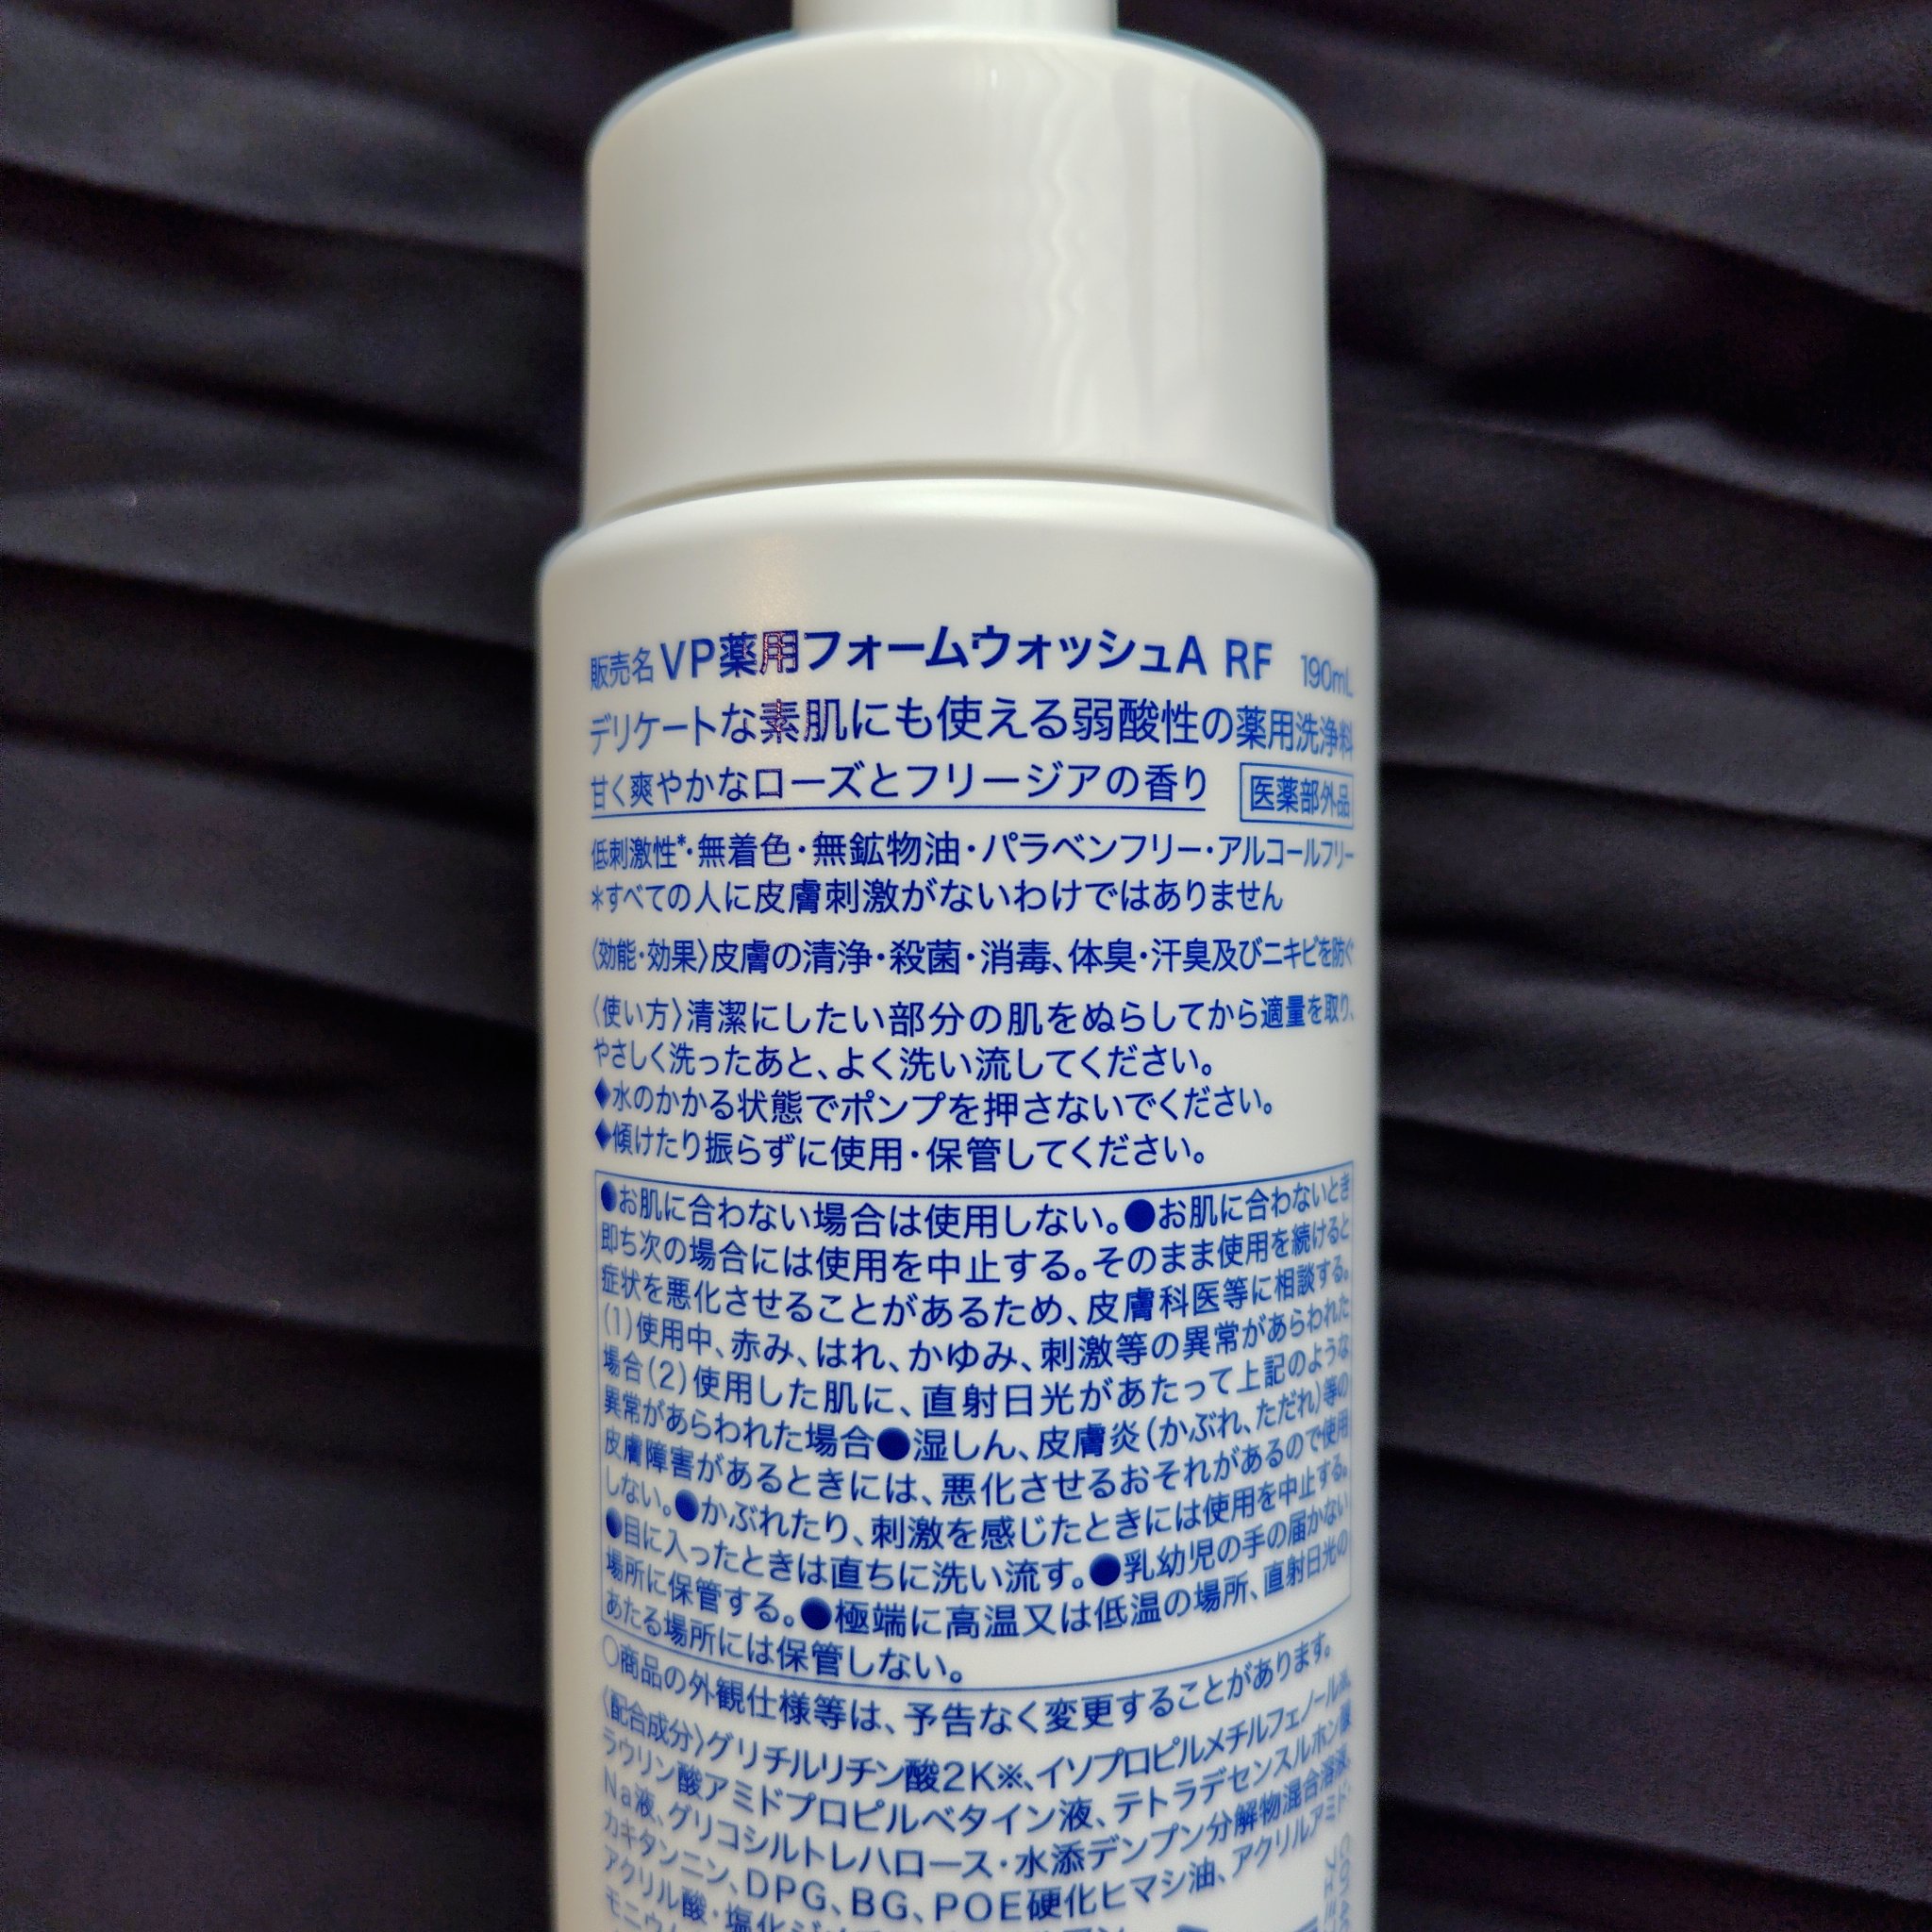 販売名 VP薬用フォームウォッシュA RF 190mL
デリケートな素肌にも使える弱酸性の薬用洗浄料
甘く爽やかなローズとフリージアの香り 医薬部外品
低刺激性*・無着色・無鉱物油・パラベンフリー・アルコールフリー
*すべての人に皮膚刺激がないわけではありません
〈効能・効果〉皮膚の清浄・殺菌・消毒、体臭・汗臭及びニキビを防ぐ
〈使い方〉清潔にしたい部分の肌をぬらしてから適量を取り、
やさしく洗ったあと、よく洗い流してください。
◆水のかかる状態でポンプを押さないでください。
◆傾けたり振らずに使用・保管してください。
●お肌に合わない場合は使用しない。●お肌に合わないとき
即ち次の場合には使用を中止する。そのまま使用を続けると
症状を悪化させることがあるため、皮膚科医等に相談する。
(1)使用中、赤み、はれ、かゆみ、刺激等の異常があらわれた
場合(2)使用した肌に、直射日光があたって上記のような
異常があらわれた場合●湿しん、皮膚炎(かぶれ、ただれ)等の
皮膚障害があるときには、悪化させるおそれがあるので使用
しない。●かぶれたり、刺激を感じたときには使用を中止する。
●目に入ったときは直ちに洗い流す。●乳幼児の手の届かない
場所に保管する。●極端に高温又は低温の場所、直射日光の
あたる場所には保管しない。
○商品の外観仕様等は、予告なく変更することがあります。
〈配合成分〉グリチルリチン酸2K※、イソプロピルメチルフェノール※、
ラウリン酸アミドプロピルベタイン液、テトラデセンスルホン酸
Na液、グリコシルトレハロース・水添デンプン分解物混合溶液、
カキタンニン、DPG、BG、POE硬化ヒマシ油、アクリルアミド・
アクリル酸・塩化
モニウム